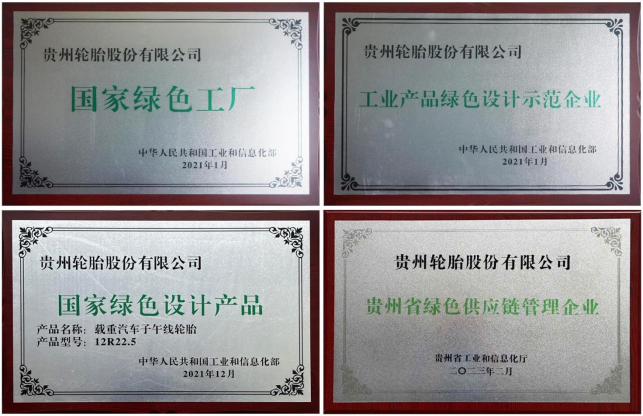 贵州轮胎股份有限公司
国家绿色工厂
中华人民共和国工业和信息化部
2021年1月
贵州轮胎股份有限公司
工业产品绿色设计示范企业
中华人民共和国工业和信息化部
2021年1月
贵州轮胎股份有限公司
国家绿色设计产品
产品名称：载重汽车子午线轮胎
产品型号：12R22.5
中华人民共和国工业和信息化部
2021年12月
贵州轮胎股份有限公司
贵州省绿色供应链管理企业
贵州省工业和信息化厅
二〇二三年二月